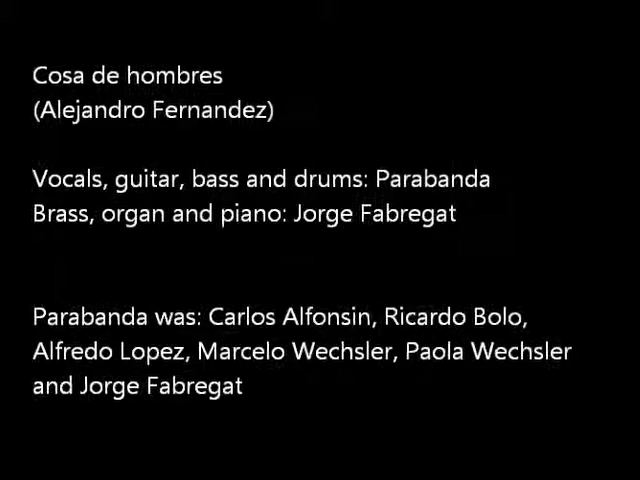 Cosa de hombres
(Alejandro Fernandez)
Vocals, guitar, bass and drums: Parabanda
Brass, organ and piano: Jorge Fabregat
Parabanda was: Carlos Alfonsin, Ricardo Bolo,
Alfredo Lopez, Marcelo Wechsler, Paola Wechsler
and Jorge Fabregat